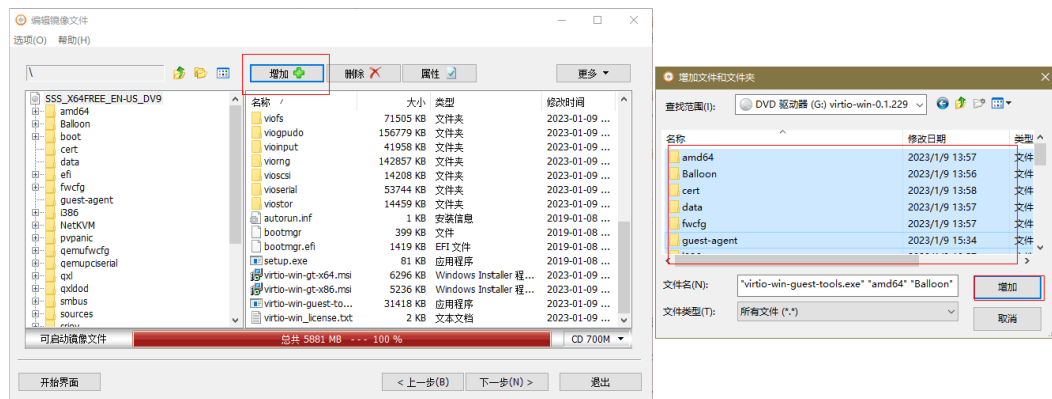 编辑镜像文件
选项(O) 帮助(H)
\
增加 删除 属性 更多
SSS_X64FREE_EN-US_DV9
amd64
Balloon
boot
cert
data
efi
fwcfg
guest-agent
i386
NetKVM
pvpanic
qemufwcfg
qemupciserial
qxl
qxldod
smbus
sources
sriov
名称 / 大小 类型 修改时间
viofs 71505 KB 文件夹 2023-01-09 ...
viogpudo 156779 KB 文件夹 2023-01-09 ...
vioinput 41958 KB 文件夹 2023-01-09 ...
viorng 142857 KB 文件夹 2023-01-09 ...
vioscsi 14208 KB 文件夹 2023-01-09 ...
vioserial 53744 KB 文件夹 2023-01-09 ...
viostor 14459 KB 文件夹 2023-01-09 ...
autorun.inf 1 KB 安装信息 2019-01-08 ...
bootmgr 399 KB 文件 2019-01-08 ...
bootmgr.efi 1419 KB EFI 文件 2019-01-08 ...
setup.exe 81 KB 应用程序 2019-01-08 ...
virtio-win-gt-x64.msi 6296 KB Windows Installer 程... 2023-01-09 ...
virtio-win-gt-x86.msi 5236 KB Windows Installer 程... 2023-01-09 ...
virtio-win-guest-to... 31418 KB 应用程序 2023-01-09 ...
virtio-win_license.txt 2 KB 文本文档 2023-01-09 ...
可启动镜像文件 总共 5881 MB --- 100 % CD 700M
开始界面 < 上一步(B) 下一步(N) > 退出
增加文件和文件夹
查找范围(I): DVD 驱动器 (G:) virtio-win-0.1.229
名称 修改日期 类型
amd64 2023/1/9 13:57 文件
Balloon 2023/1/9 13:56 文件
cert 2023/1/9 13:58 文件
data 2023/1/9 13:57 文件
fwcfg 2023/1/9 13:57 文件
guest-agent 2023/1/9 15:34 文件
文件名(N): "virtio-win-guest-tools.exe" "amd64" "Balloon" 增加
文件类型(T): 所有文件 (*.*) 取消